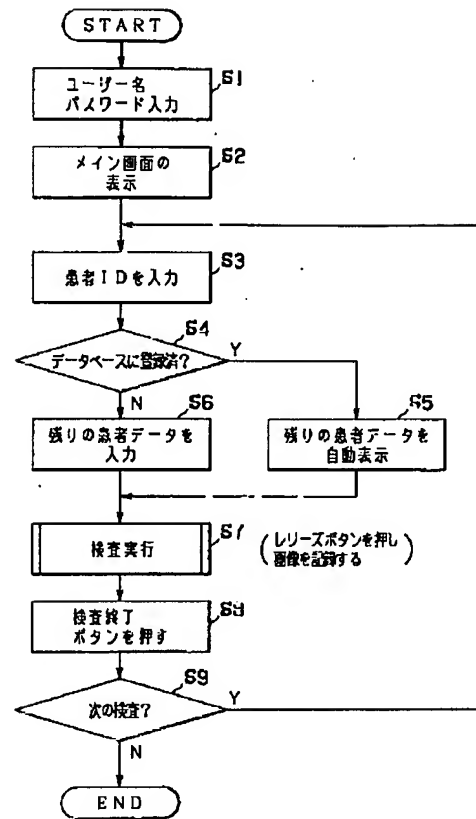 START
S1
ユーザー名
パスワード入力
S2
メイン画面の
表示
S3
患者IDを入力
S4
データベースに登録済?
Y
N
S6
残りの患者データを
入力
S5
残りの患者データを
自動表示
S7
検査実行
(レリーズボタンを押し
画像を記録する)
S8
検査終了
ボタンを押す
S9
次の検査?
Y
N
END